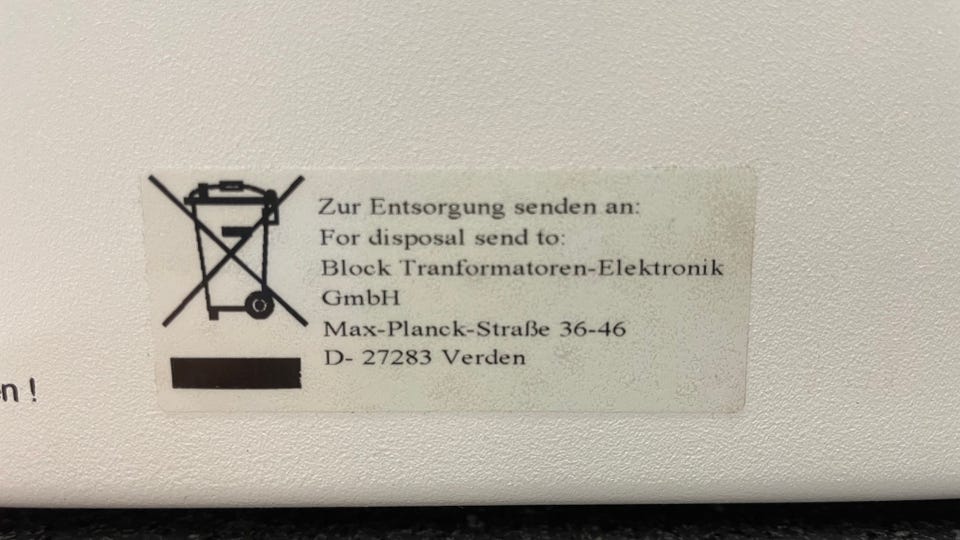 Zur Entsorgung senden an:
For disposal send to:
Block Tranformatoren-Elektronik
GmbH
Max-Planck-Straße 36-46
D- 27283 Verden
n !